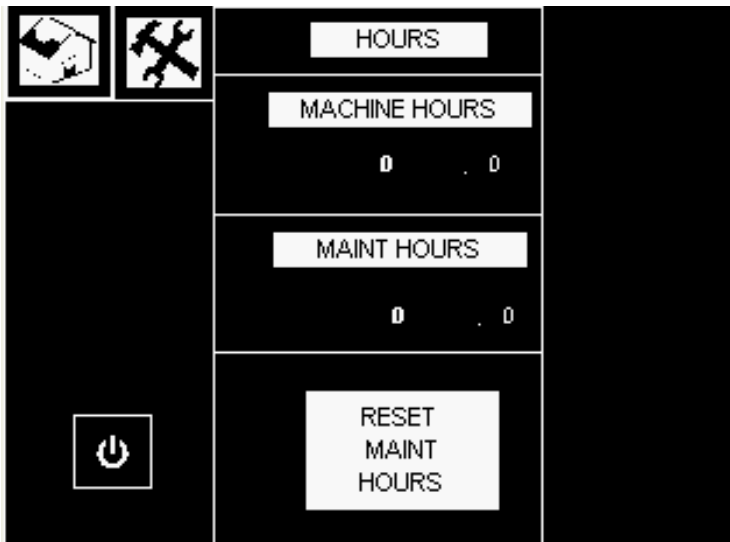 HOURS
MACHINE HOURS
0 . 0
MAINT HOURS
0 . 0
RESET
MAINT
HOURS